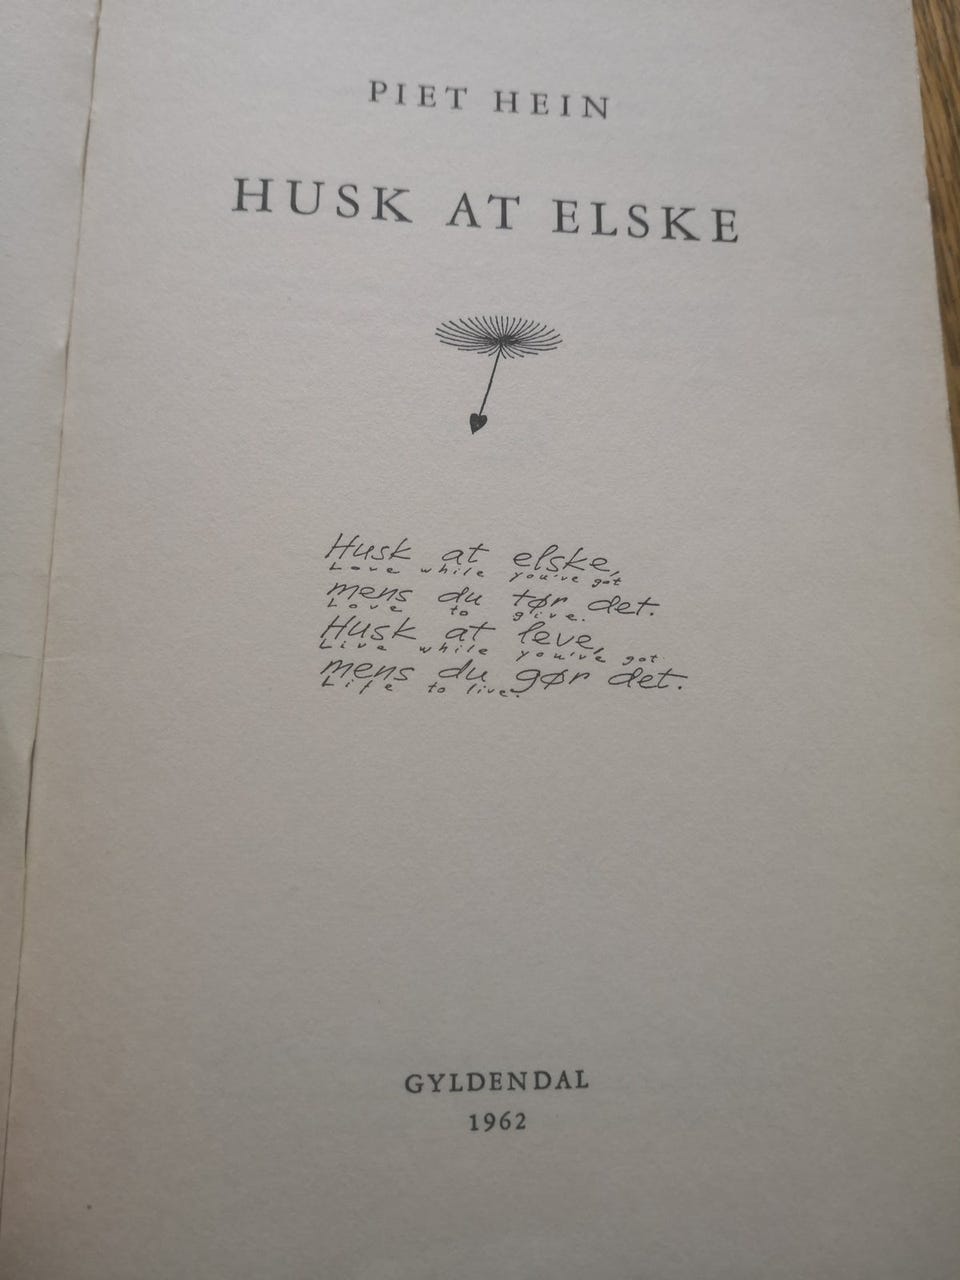 PIET HEIN
HUSK AT ELSKE
Husk at elske,
Love while you've got
mens du tør det.
Love to give.
Husk at leve,
Live while you've got
mens du gør det.
Life to live.
GYLDENDAL
1962